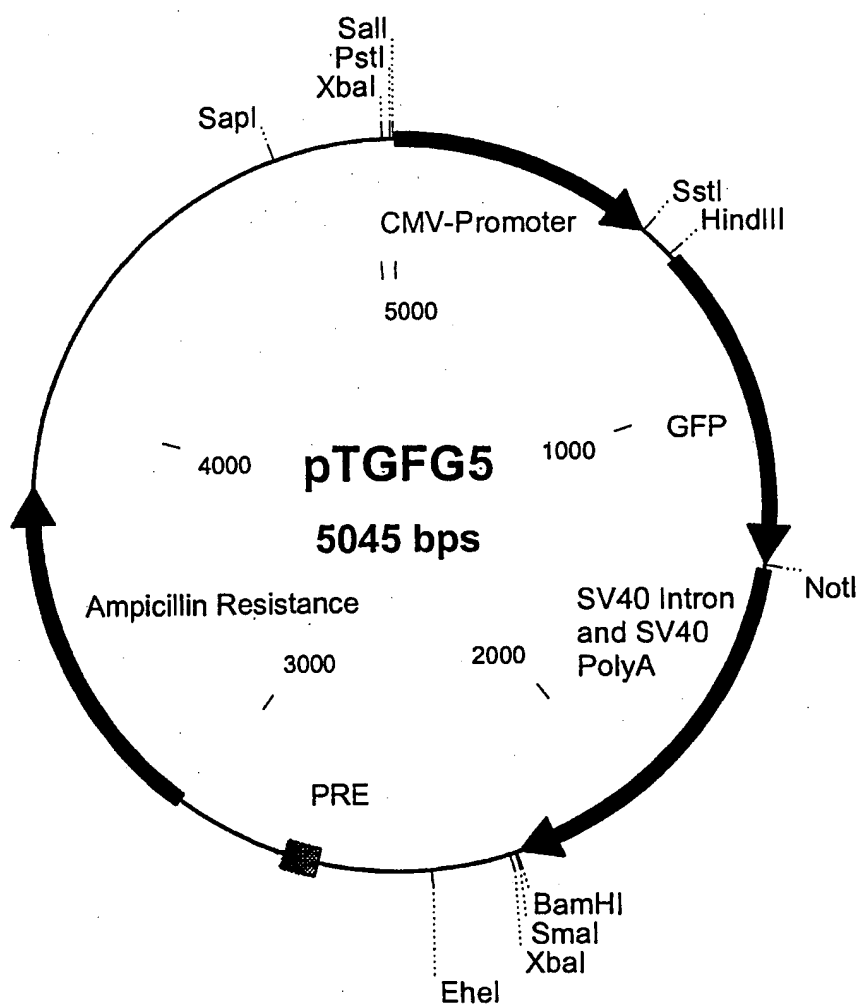 SalI
PstI
XbaI
SapI
SstI
HindIII
CMV-Promoter
5000
GFP
1000
4000
pTGFG5
5045 bps
NotI
Ampicillin Resistance
SV40 Intron
and SV40
PolyA
3000
2000
PRE
BamHI
SmaI
XbaI
EheI